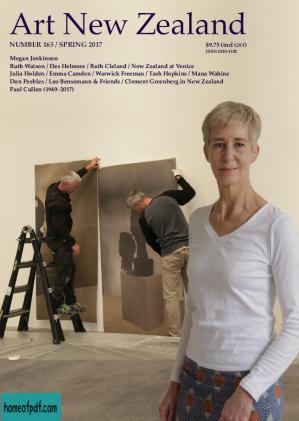 Art New Zealand
NUMBER 163 / SPRING 2017
$9.75 (incl GST)
ISSN 0110-1102
Megan Jenkinson
Ruth Watson / Des Helmore / Ruth Cleland / New Zealand at Venice
Julia Holden / Emma Camden / Warwick Freeman / Tash Hopkins / Mana Wahine
Don Peebles / Leo Bensemann & Friends / Clement Greenberg in New Zealand
Paul Cullen (1949–2017)
homeofpdf.com